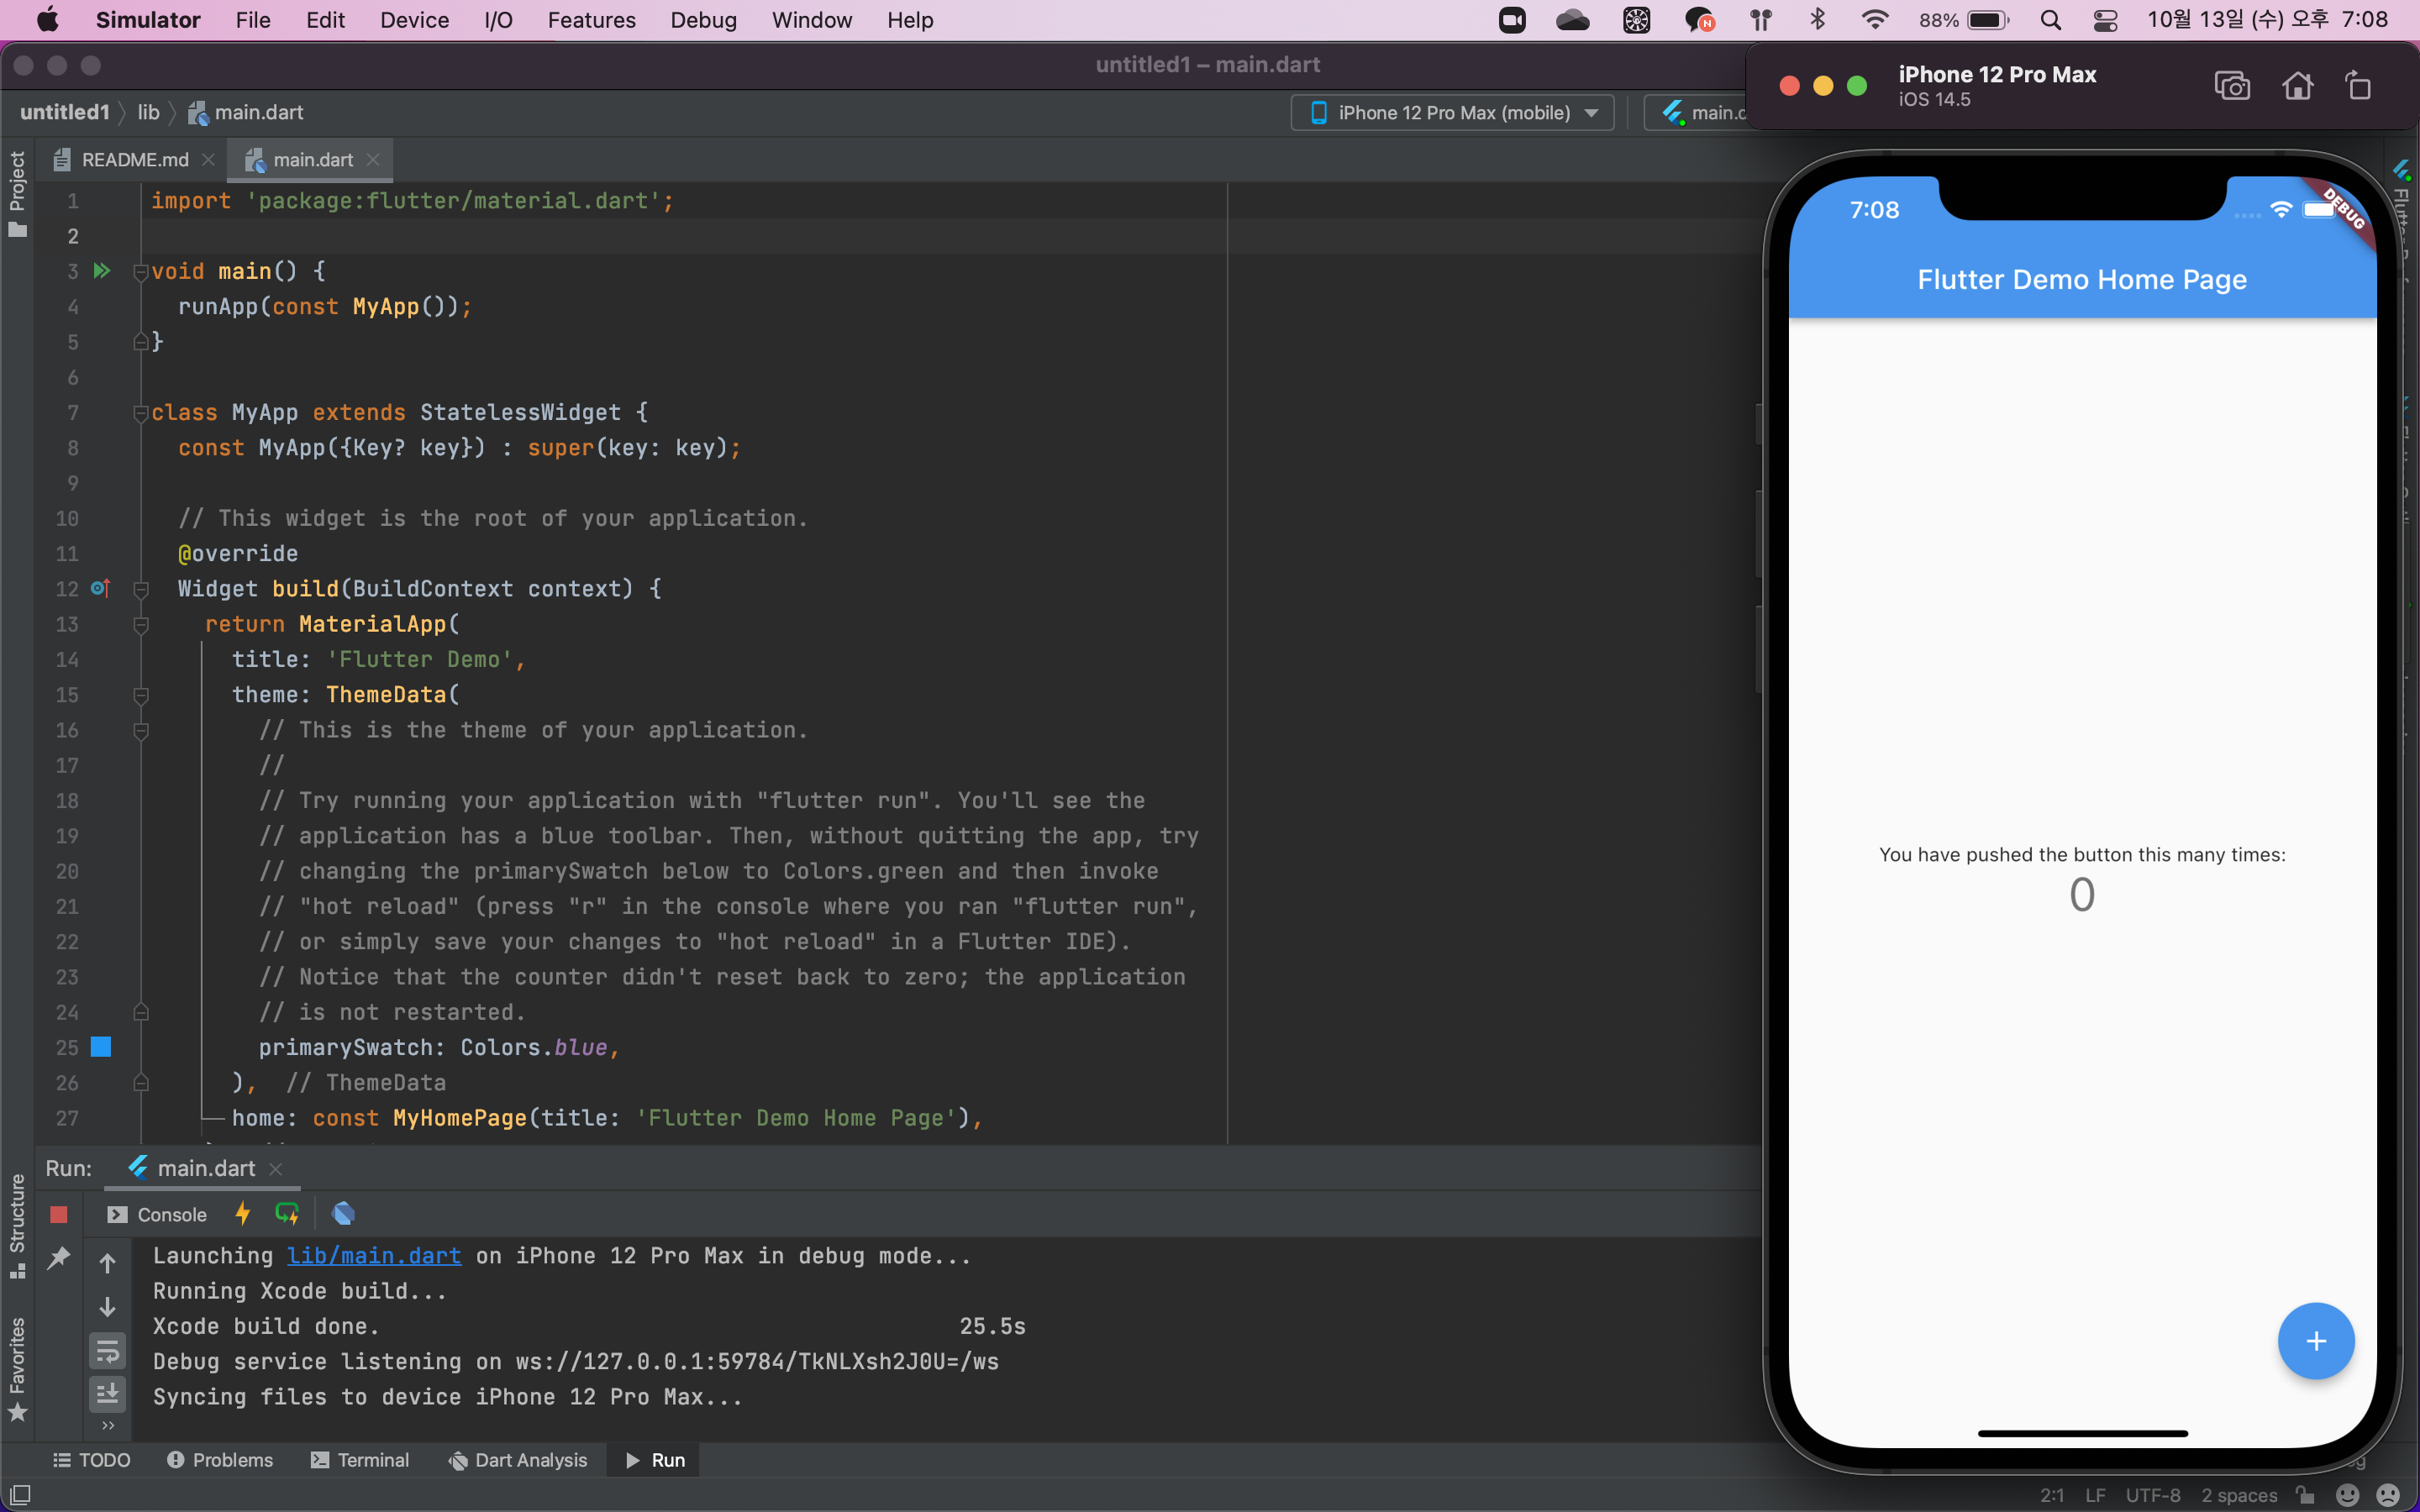 Simulator File Edit Device I/O Features Debug Window Help
88% 10월 13일 (수) 오후 7:08
untitled1 – main.dart
untitled1 lib main.dart
iPhone 12 Pro Max (mobile)
iPhone 12 Pro Max
iOS 14.5
README.md
main.dart
Project
Structure
Favorites
1 import 'package:flutter/material.dart';
2
3 void main() {
4 runApp(const MyApp());
5 }
6
7 class MyApp extends StatelessWidget {
8 const MyApp({Key? key}) : super(key: key);
9
10 // This widget is the root of your application.
11 @override
12 Widget build(BuildContext context) {
13 return MaterialApp(
14 title: 'Flutter Demo',
15 theme: ThemeData(
16 // This is the theme of your application.
17 //
18 // Try running your application with "flutter run". You'll see the
19 // application has a blue toolbar. Then, without quitting the app, try
20 // changing the primarySwatch below to Colors.green and then invoke
21 // "hot reload" (press "r" in the console where you ran "flutter run",
22 // or simply save your changes to "hot reload" in a Flutter IDE).
23 // Notice that the counter didn't reset back to zero; the application
24 // is not restarted.
25 primarySwatch: Colors.blue,
26 ), // ThemeData
27 home: const MyHomePage(title: 'Flutter Demo Home Page'),
7:08
DEBUG
Flutter Demo Home Page
You have pushed the button this many times:
0
+
Run: main.dart
Console
Launching lib/main.dart on iPhone 12 Pro Max in debug mode...
Running Xcode build...
Xcode build done. 25.5s
Debug service listening on ws://127.0.0.1:59784/TkNLXsh2J0U=/ws
Syncing files to device iPhone 12 Pro Max...
TODO Problems Terminal Dart Analysis Run
2:1 LF UTF-8 2 spaces